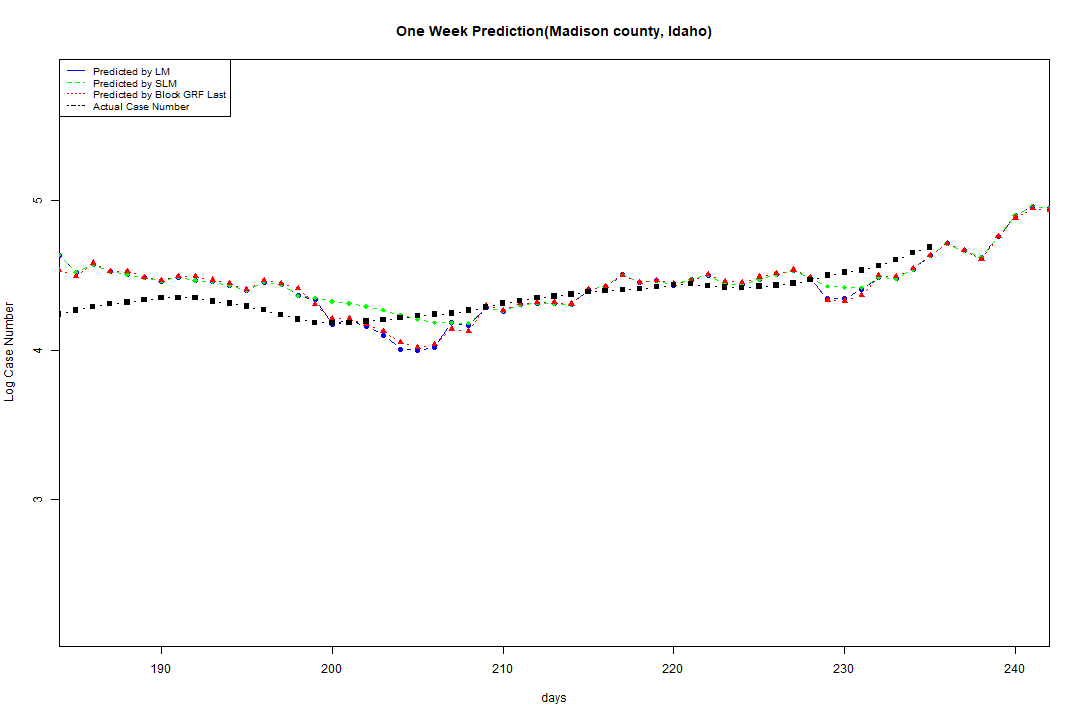 One Week Prediction(Madison county, Idaho)
Predicted by LM
Predicted by SLM
Predicted by Block GRF Last
Actual Case Number
5
4
3
Log Case Number
190 200 210 220 230 240
days